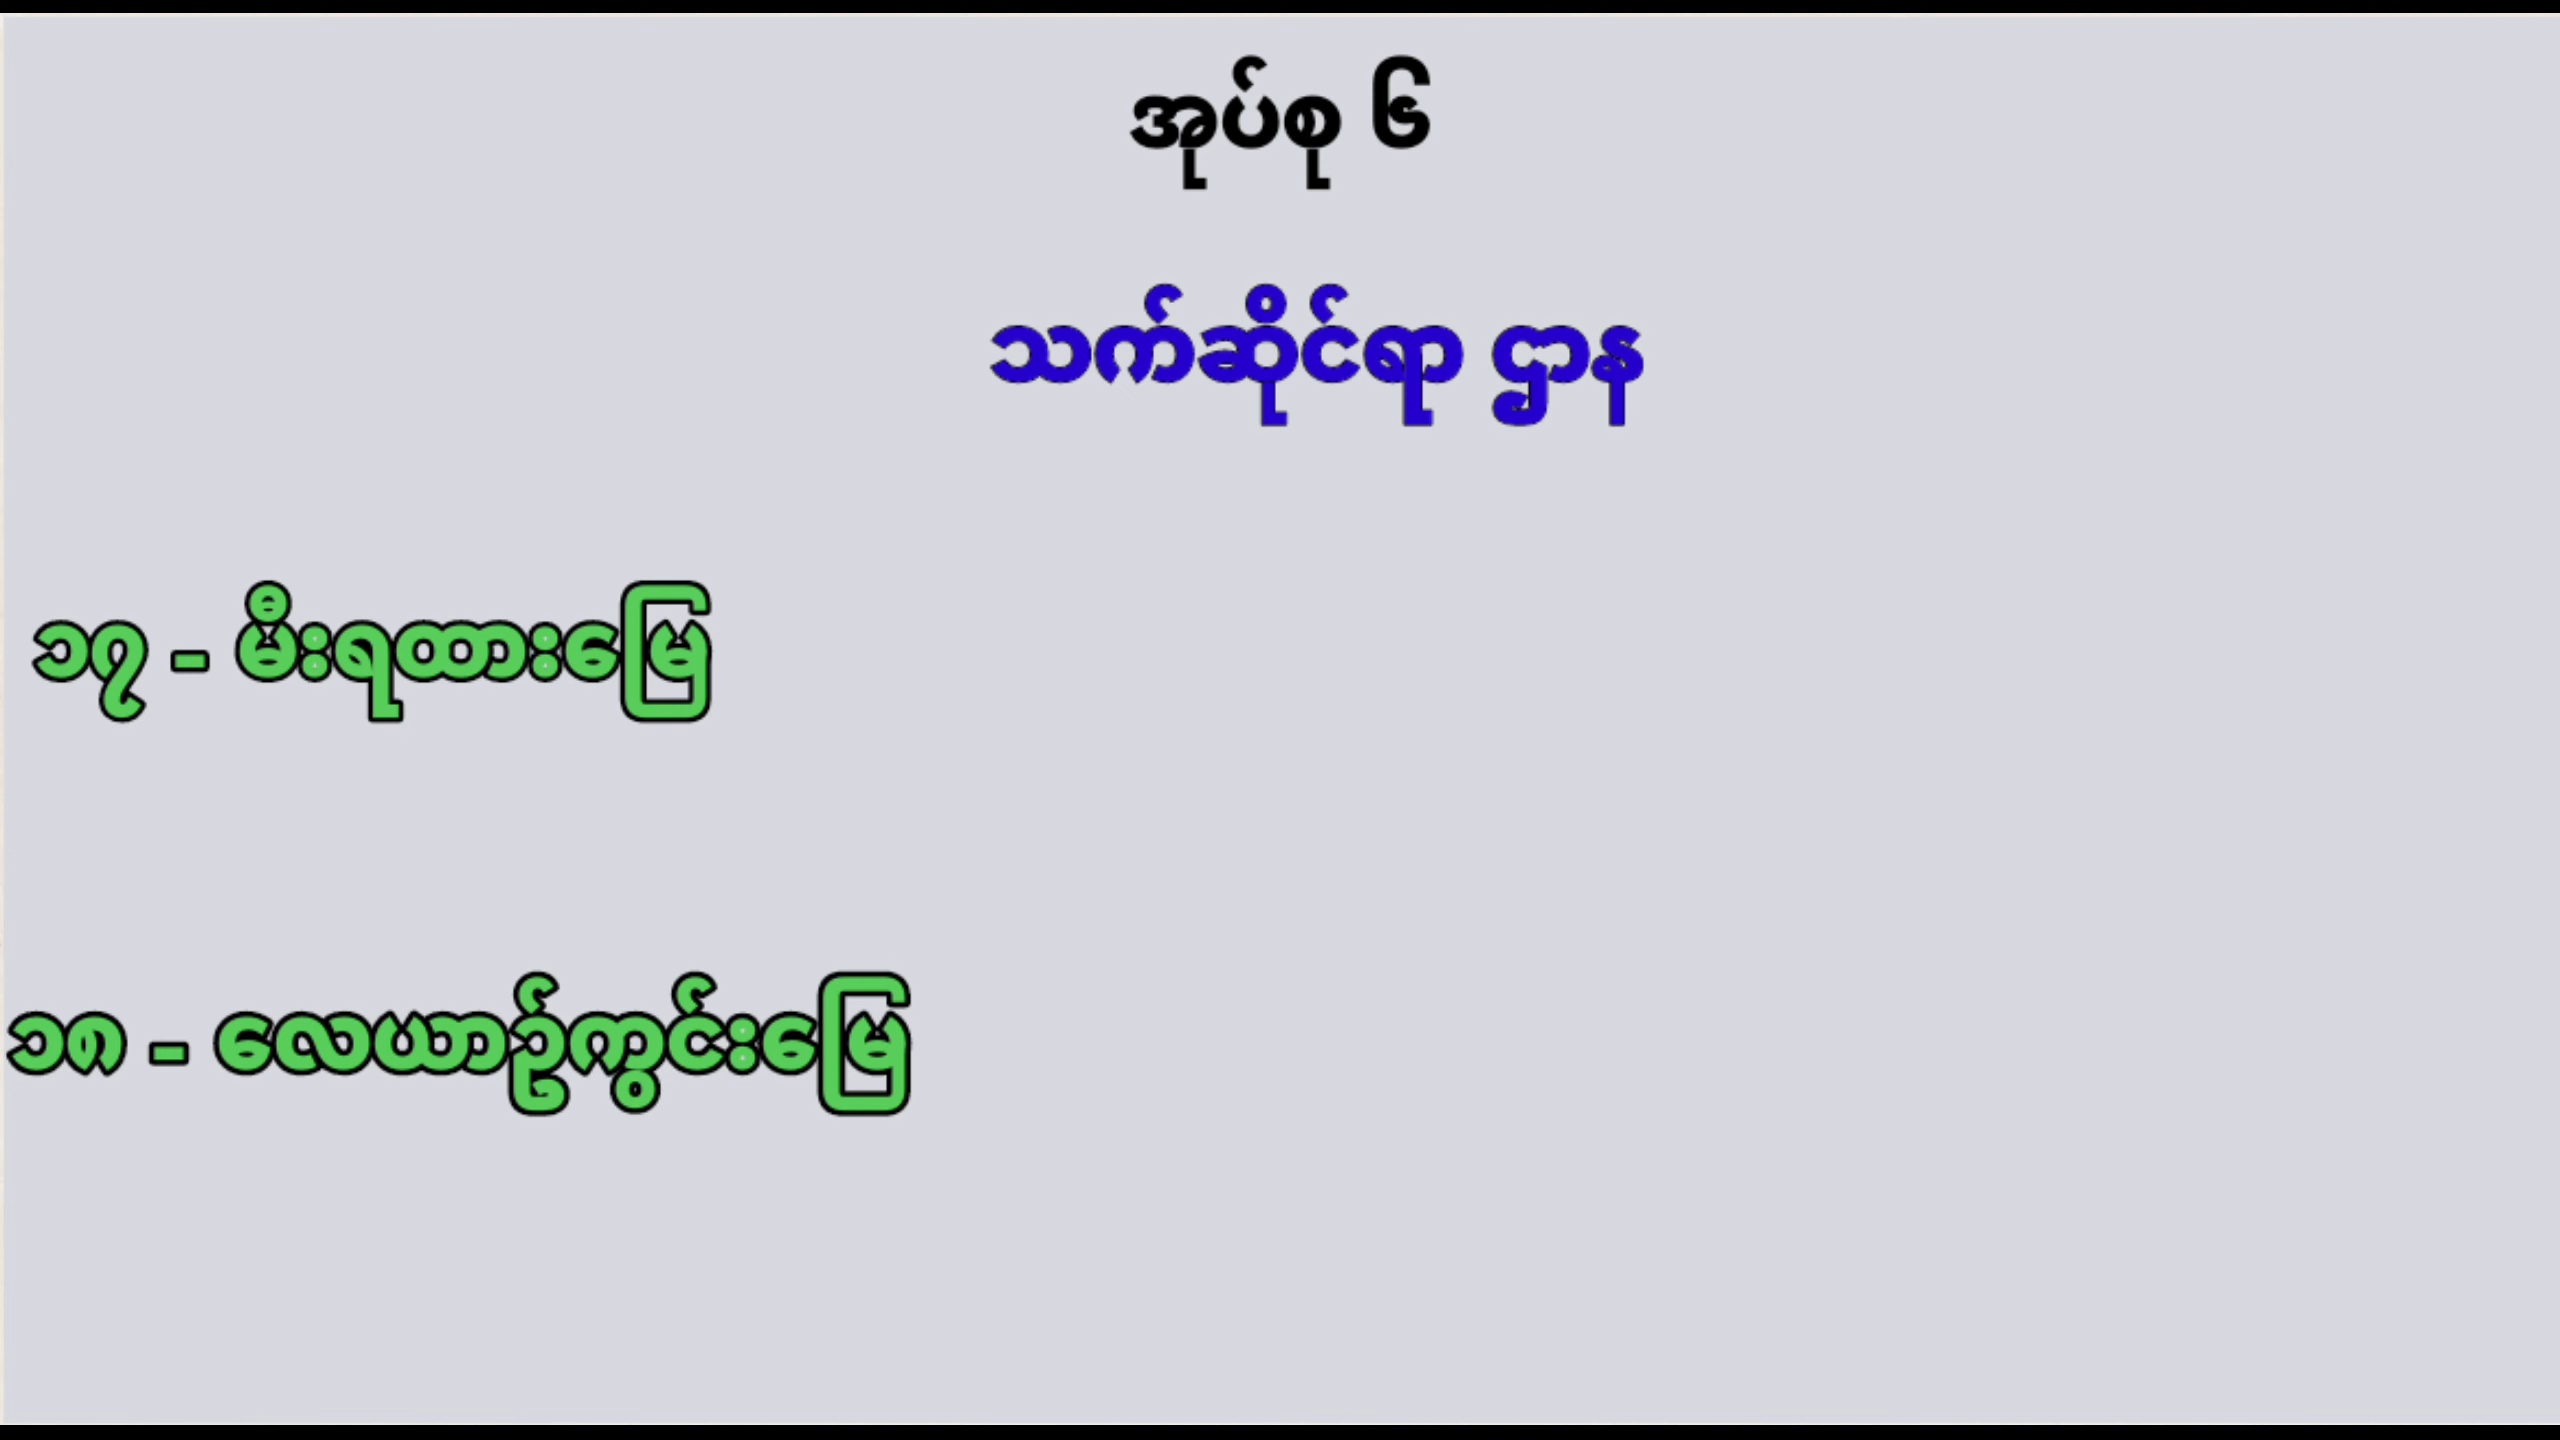 အုပ်စု ၆
သက်ဆိုင်ရာ ဌာန
၁၇ - မီးရထားမြေ
၁၈ - လေယာဉ်ကွင်းမြေ